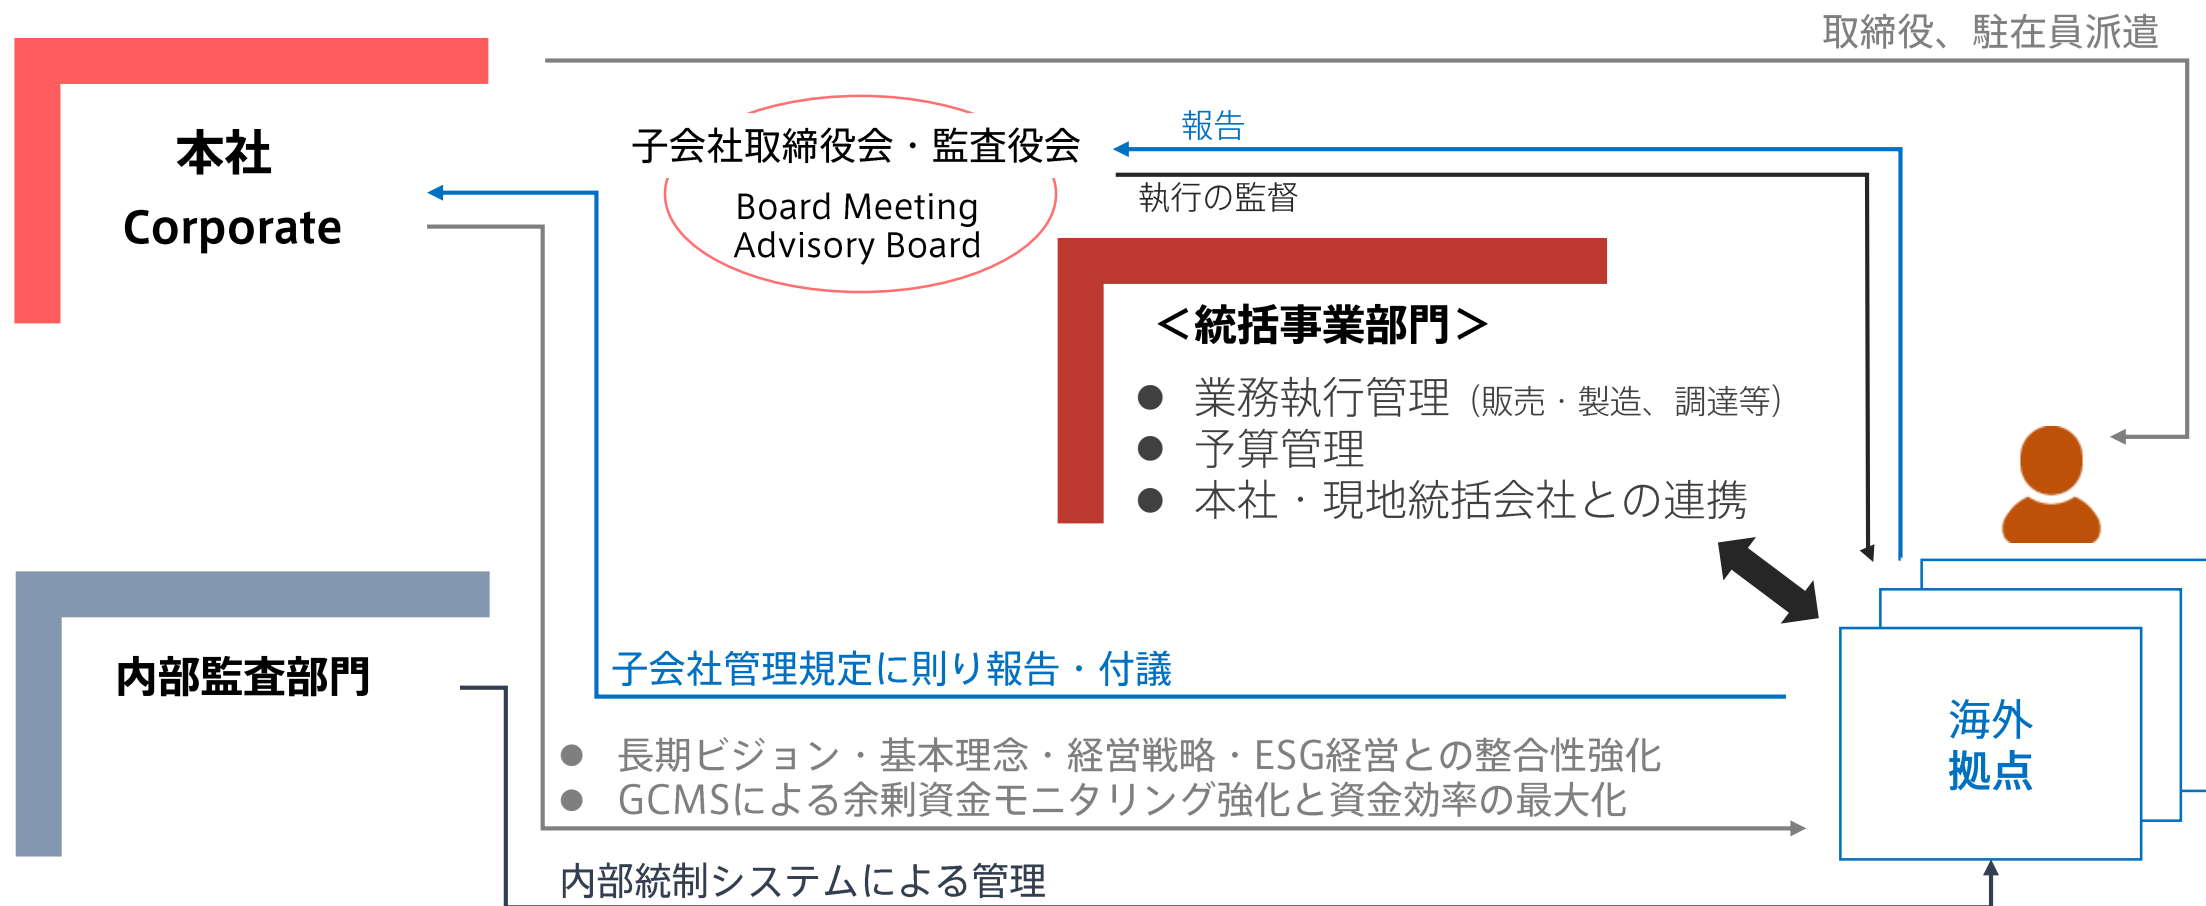 取締役、駐在員派遣
本社
Corporate
子会社取締役会・監査役会
Board Meeting
Advisory Board
報告
執行の監督
＜統括事業部門＞
● 業務執行管理（販売・製造、調達等）
● 予算管理
● 本社・現地統括会社との連携
内部監査部門
子会社管理規定に則り報告・付議
● 長期ビジョン・基本理念・経営戦略・ESG経営との整合性強化
● GCMSによる余剰資金モニタリング強化と資金効率の最大化
内部統制システムによる管理
海外
拠点